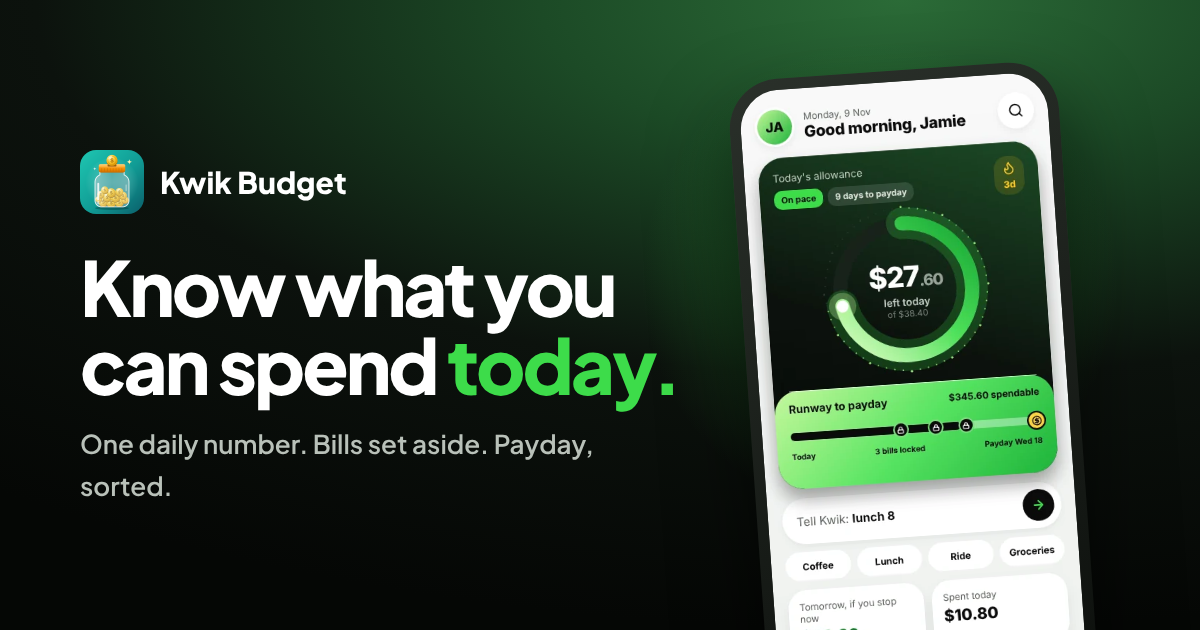 Kwik Budget
Know what you
can spend today.
One daily number. Bills set aside. Payday,
sorted.
JA
Monday, 9 Nov
Good morning, Jamie
Today's allowance
3d
On pace
9 days to payday
$27.60
left today
of $38.40
Runway to payday
$345.60 spendable
Today
3 bills locked
Payday Wed 18
Tell Kwik: lunch 8
Coffee
Lunch
Ride
Groceries
Tomorrow, if you stop
now
Spent today
$10.80